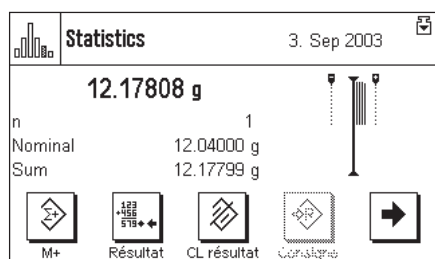 Statistics 3. Sep 2003
12.17808 g
n 1
Nominal 12.04000 g
Sum 12.17799 g
M+ Résultat CL résultat Consigne